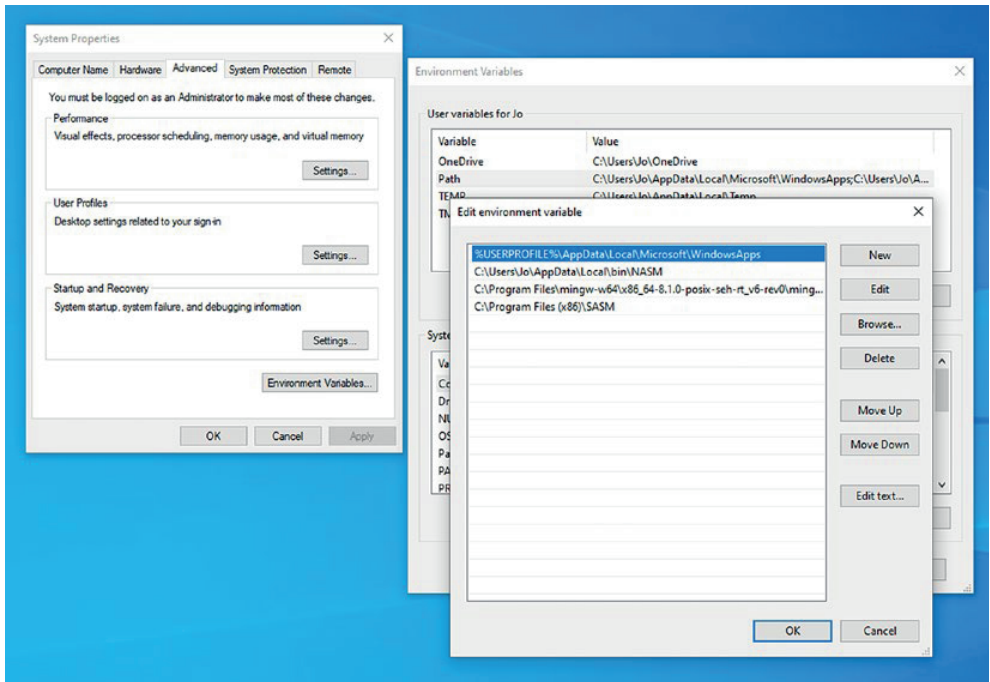 System Properties
Computer Name Hardware Advanced System Protection Remote
You must be logged on as an Administrator to make most of these changes.
Performance
Visual effects, processor scheduling, memory usage, and virtual memory
Settings...
User Profiles
Desktop settings related to your sign-in
Settings...
Startup and Recovery
System startup, system failure, and debugging information
Settings...
Environment Variables...
OK Cancel Apply
Environment Variables
User variables for Jo
Variable Value
OneDrive C:\Users\Jo\OneDrive
Path C:\Users\Jo\AppData\Local\Microsoft\WindowsApps;C:\Users\Jo\A...
TEMP C:\Users\Jo\AppData\Local\Temp
Edit environment variable
%USERPROFILE%\AppData\Local\Microsoft\WindowsApps
C:\Users\Jo\AppData\Local\bin\NASM
C:\Program Files\mingw-w64\x86_64-8.1.0-posix-seh-rt_v6-rev0\ming...
C:\Program Files (x86)\SASM
New
Edit
Browse...
Delete
Move Up
Move Down
Edit text...
OK Cancel